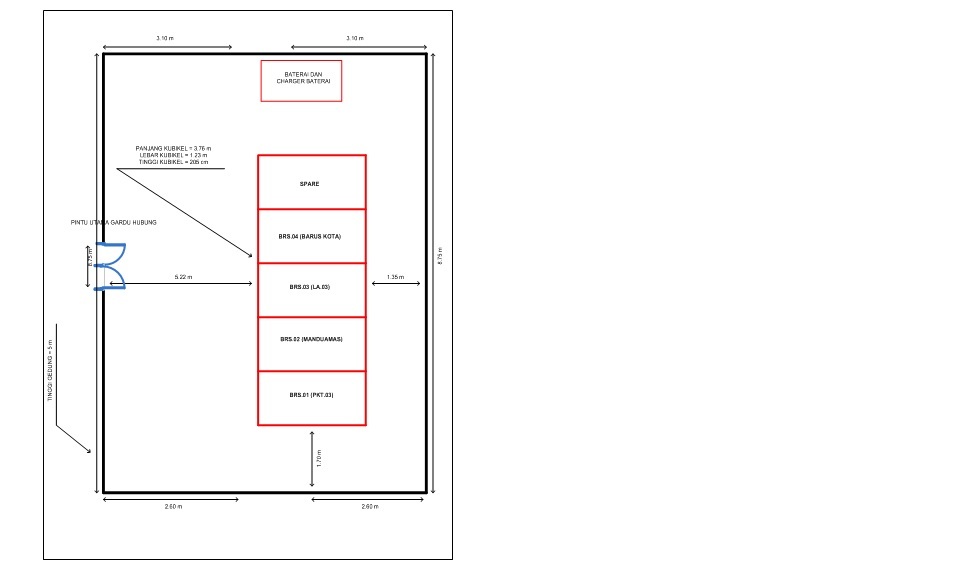 3.10 m
3.10 m
BATERAI DAN
CHARGER BATERAI
PANJANG KUBIKEL = 3.76 m
LEBAR KUBIKEL = 1.23 m
TINGGI KUBIKEL = 205 cm
SPARE
PINTU UTAMA GARDU HUBUNG
BRS.04 (BARUS KOTA)
8.75 m
8.75 m
5.22 m
1.35 m
BRS.03 (LA.03)
BRS.02 (MANDUAMAS)
TINGGI GEDUNG = 5 m
BRS.01 (PKT.03)
1.70 m
2.60 m
2.60 m